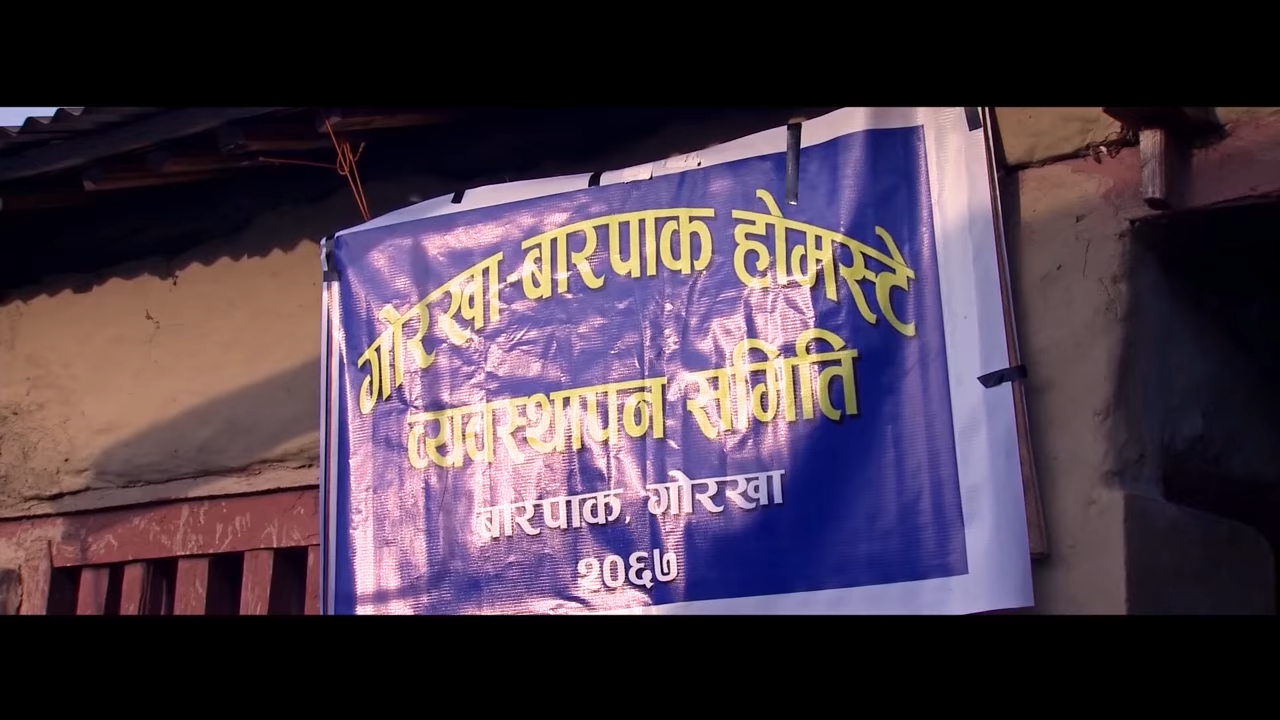 गोरखा-बारपाक होमस्टे
व्यवस्थापन समिति
बारपाक, गोरखा
२०६७